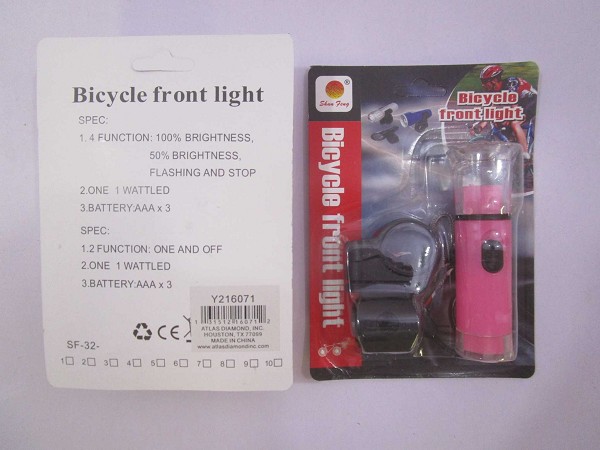 Bicycle front light
SPEC:
1. 4 FUNCTION: 100% BRIGHTNESS,
50% BRIGHTNESS,
FLASHING AND STOP
2.ONE 1 WATTLED
3.BATTERY:AAA x 3
SPEC:
1.2 FUNCTION: ONE AND OFF
2.ONE 1 WATTLED
3.BATTERY:AAA x 3
Y216071
ATLAS DIAMOND, INC.
HOUSTON, TX 77099
MADE IN CHINA
www.atlasdiamondinc.com
CE
SF-32-
1 2 3 4 5 6 7 8 9 10
Shun Feng
®
Bicycle
front light
Bicycle front light